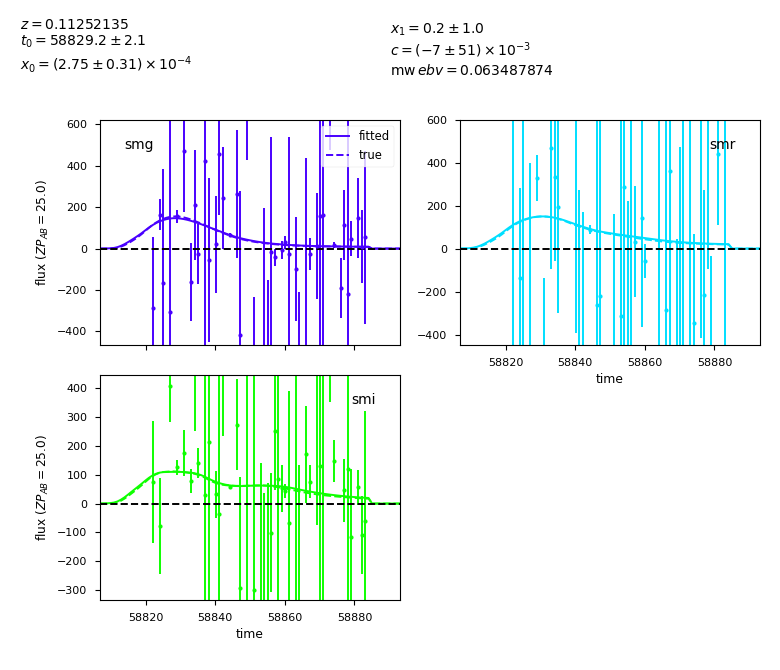 z = 0.11252135
t₀ = 58829.2 ± 2.1
x₀ = (2.75 ± 0.31) × 10⁻⁴
x₁ = 0.2 ± 1.0
c = (−7 ± 51) × 10⁻³
mw ebv = 0.063487874
600
400
200
0
−200
−400
flux (ZP_AB = 25.0)
smg
fitted
true
600
400
200
0
−200
−400
smr
58820
58840
58860
58880
time
400
300
200
100
0
−100
−200
−300
flux (ZP_AB = 25.0)
smi
58820
58840
58860
58880
time